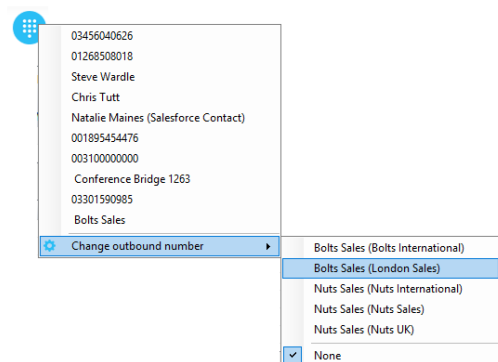 03456040626
01268508018
Steve Wardle
Chris Tutt
Natalie Maines (Salesforce Contact)
001895454476
003100000000
Conference Bridge 1263
03301590985
Bolts Sales
Change outbound number
Bolts Sales (Bolts International)
Bolts Sales (London Sales)
Nuts Sales (Nuts International)
Nuts Sales (Nuts Sales)
Nuts Sales (Nuts UK)
None